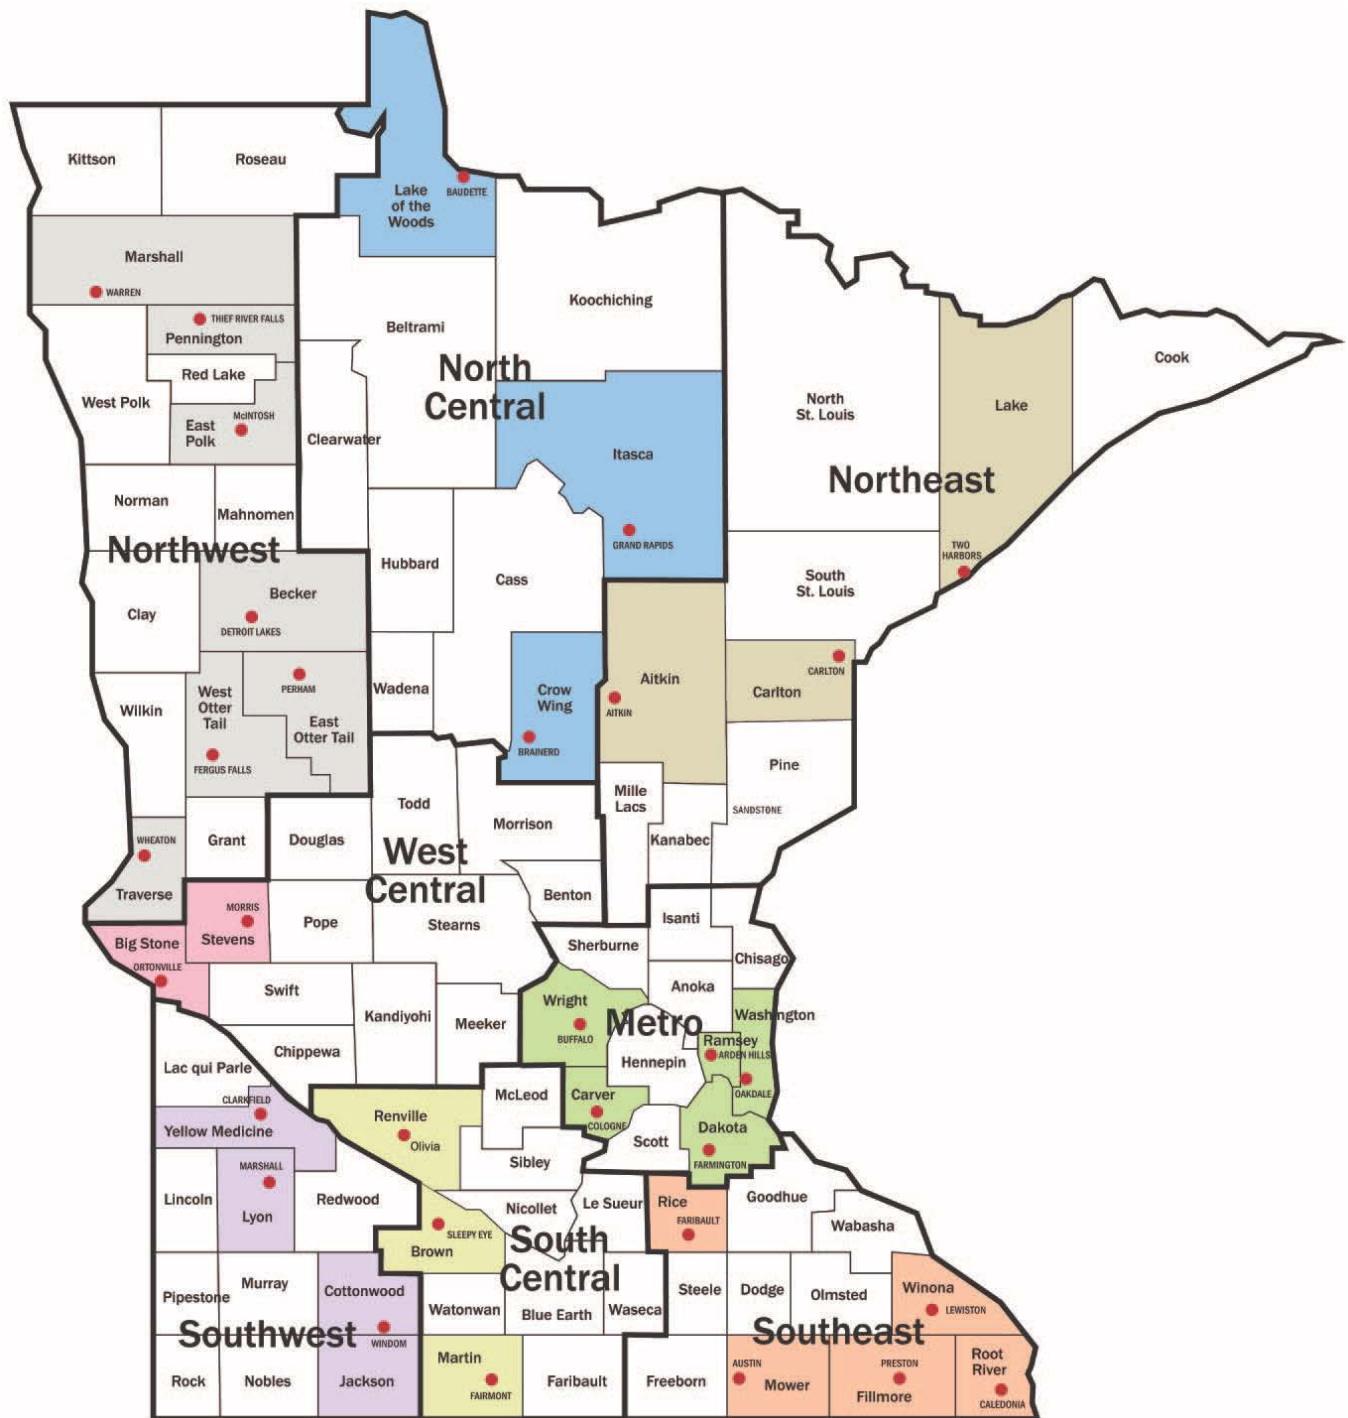 Kittson
Roseau
Lake
of the
Woods
BAUDETTE
Marshall
WARREN
Koochiching
THIEF RIVER FALLS
Pennington
Beltrami
Red Lake
North
Central
Cook
West Polk
McINTOSH
East
Polk
Clearwater
North
St. Louis
Lake
Itasca
Northeast
Norman
Mahnomen
Northwest
GRAND RAPIDS
TWO
HARBORS
Hubbard
Cass
South
St. Louis
Becker
Clay
DETROIT LAKES
West
Otter
Tail
PERHAM
East
Otter Tail
FERGUS FALLS
Wilkin
Wadena
Crow
Wing
BRAINERD
Aitkin
AITKIN
CARLTON
Carlton
Pine
SANDSTONE
Mille
Lacs
Kanabec
Todd
Morrison
WHEATON
Grant
Douglas
West
Central
Traverse
Benton
MORRIS
Stevens
Pope
Stearns
Isanti
Big Stone
ORTONVILLE
Sherburne
Chisago
Swift
Anoka
Wright
Kandiyohi
Meeker
Metro
Washington
BUFFALO
Ramsey
ARDEN HILLS
Chippewa
Hennepin
Lac qui Parle
OAKDALE
McLeod
Carver
COLOGNE
CLARKFIELD
Renville
Olivia
Yellow Medicine
Dakota
FARMINGTON
Scott
Sibley
MARSHALL
Lincoln
Lyon
Redwood
Nicollet
Le Sueur
Rice
FARIBAULT
Goodhue
Wabasha
SLEEPY EYE
Brown
South
Central
Pipestone
Murray
Cottonwood
WINDOM
Watonwan
Blue Earth
Waseca
Steele
Dodge
Olmsted
Winona
LEWISTON
Southwest
Southeast
Rock
Nobles
Jackson
Martin
FAIRMONT
Faribault
Freeborn
AUSTIN
Mower
PRESTON
Fillmore
Root
River
CALEDONIA